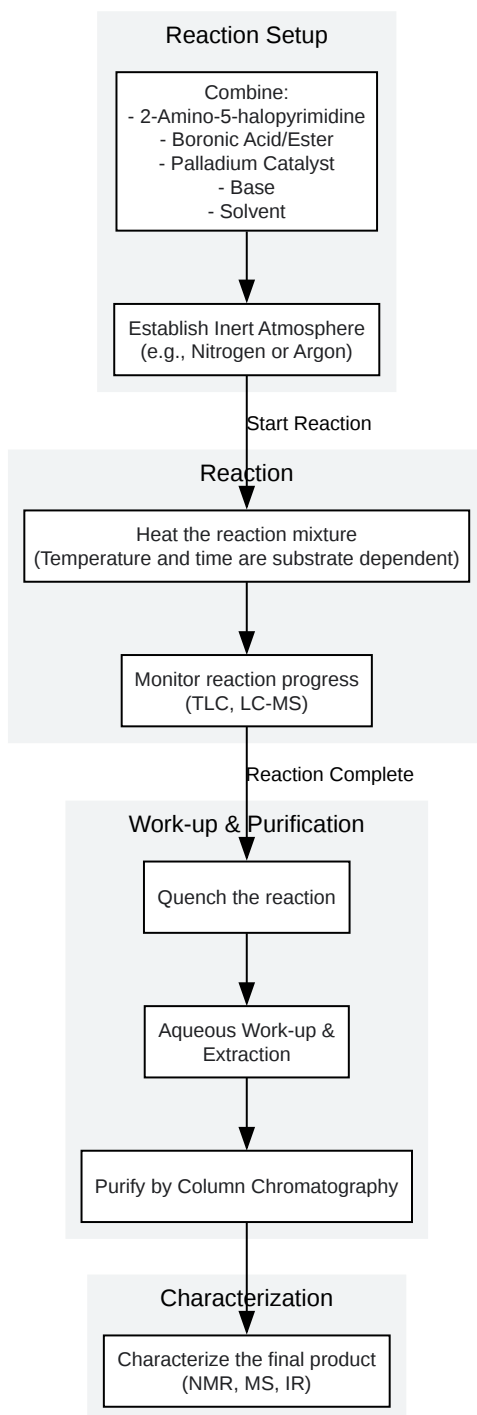 Reaction Setup
Combine:
- 2-Amino-5-halopyrimidine
- Boronic Acid/Ester
- Palladium Catalyst
- Base
- Solvent
Establish Inert Atmosphere
(e.g., Nitrogen or Argon)
Start Reaction
Reaction
Heat the reaction mixture
(Temperature and time are substrate dependent)
Monitor reaction progress
(TLC, LC-MS)
Reaction Complete
Work-up & Purification
Quench the reaction
Aqueous Work-up &
Extraction
Purify by Column Chromatography
Characterization
Characterize the final product
(NMR, MS, IR)